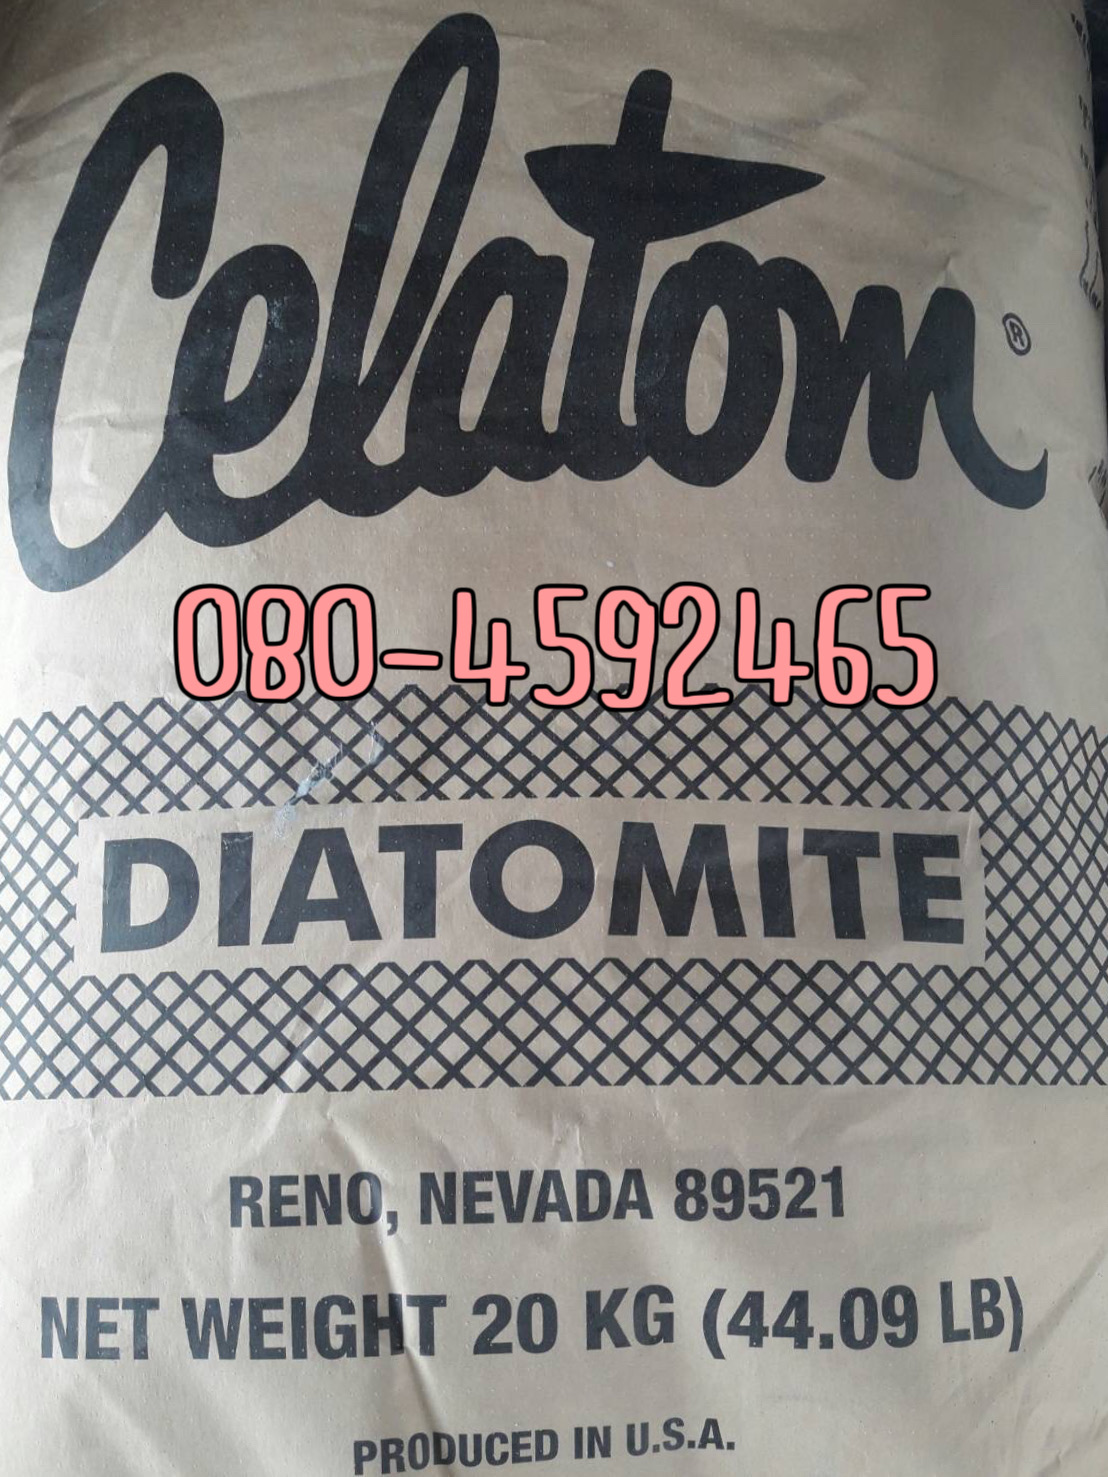 Celatom®
080-4592465
DIATOMITE
RENO, NEVADA 89521
NET WEIGHT 20 KG (44.09 LB)
PRODUCED IN U.S.A.